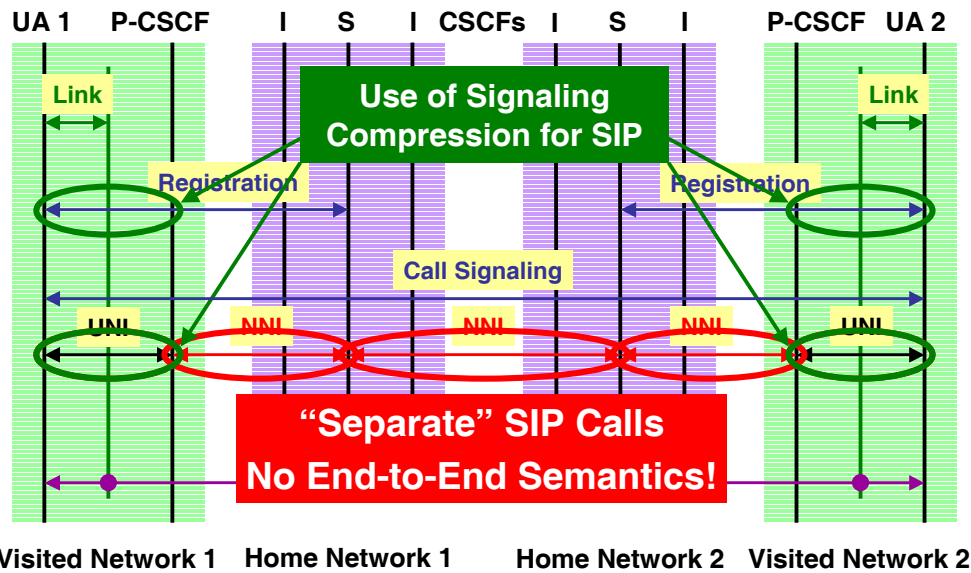 UA 1 P-CSCF I S I CSCFs I S I P-CSCF UA 2
Link
Link
Use of Signaling
Compression for SIP
Registration
Registration
Call Signaling
UNI NNI NNI NNI UNI
“Separate” SIP Calls
No End-to-End Semantics!
Visited Network 1 Home Network 1 Home Network 2 Visited Network 2